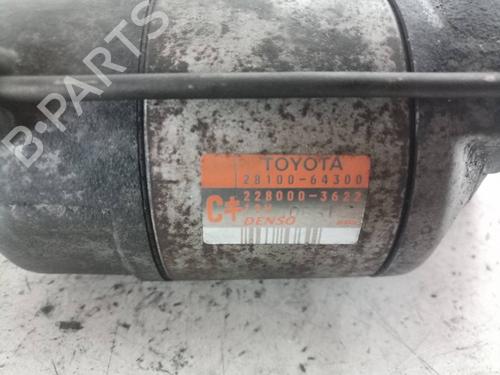 B-PARTS
TOYOTA
28100-64300
228000-3622
C+
DENSO